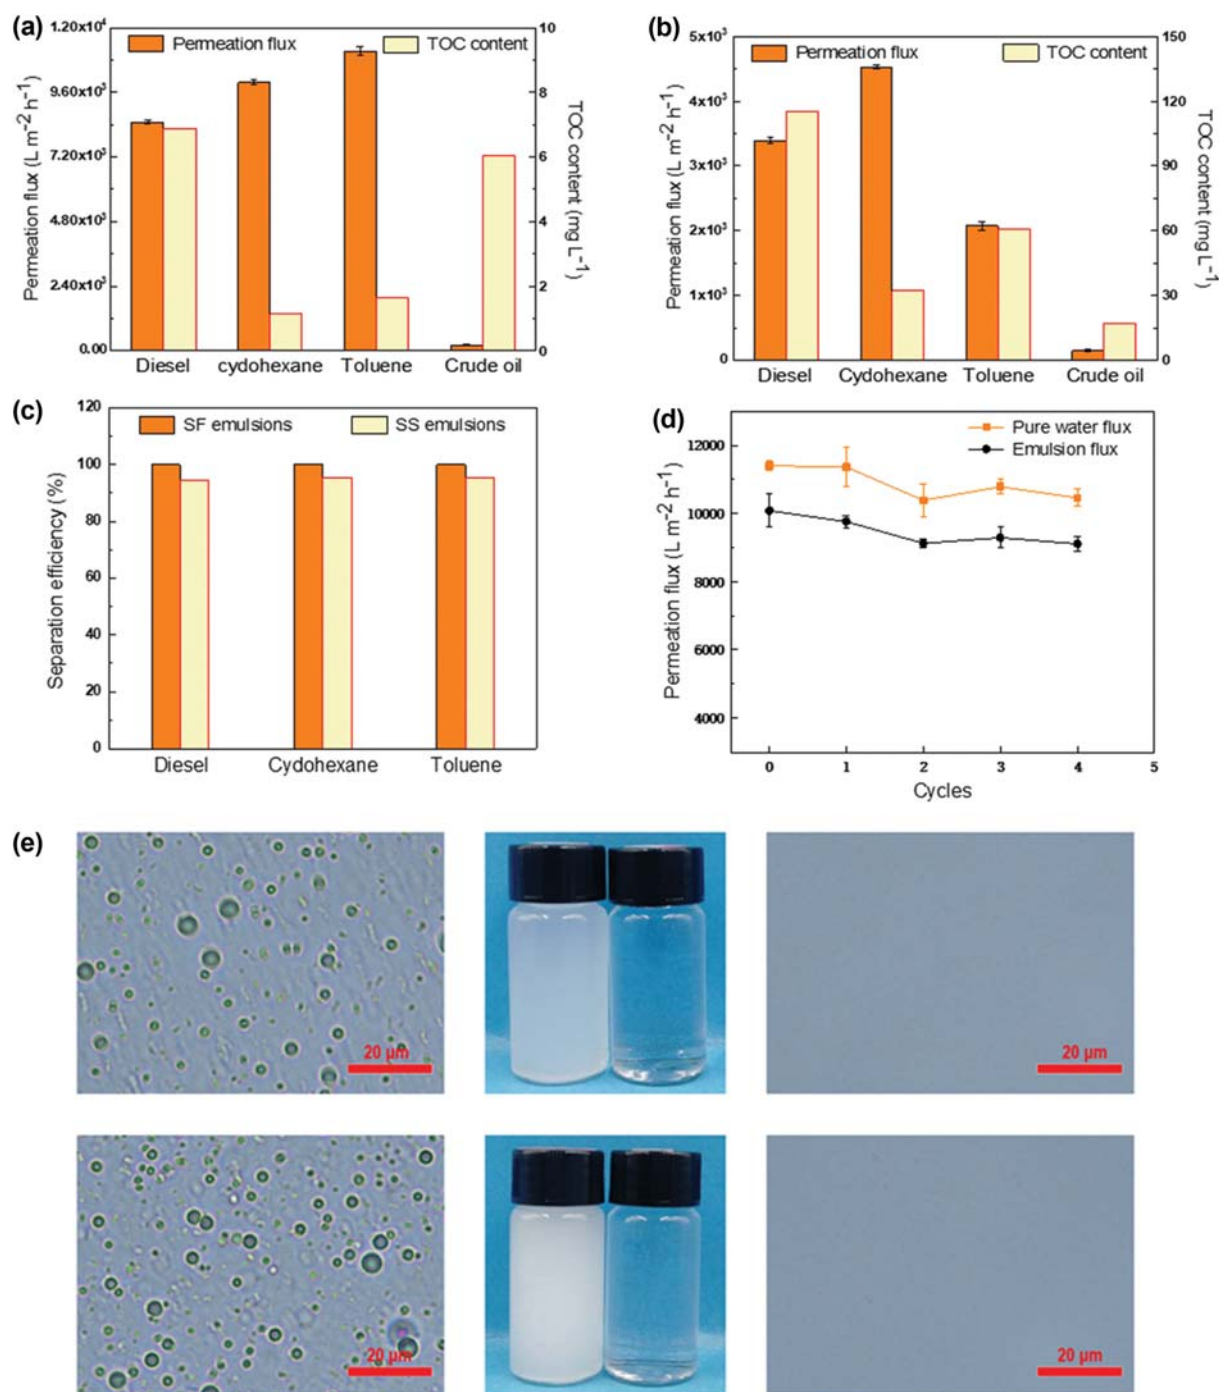 (a)
Permeation flux
TOC content
1.20x10⁴
9.60x10³
7.20x10³
4.80x10³
2.40x10³
0.00
10
8
6
4
2
0
Permeation flux (L m⁻² h⁻¹)
TOC content (mg L⁻¹)
Diesel
cydohexane
Toluene
Crude oil
(b)
Permeation flux
TOC content
5x10³
4x10³
3x10³
2x10³
1x10³
0
150
120
90
60
30
0
Permeation flux (L m⁻² h⁻¹)
TOC content (mg L⁻¹)
Diesel
Cydohexane
Toluene
Crude oil
(c)
SF emulsions
SS emulsions
120
100
80
60
40
20
0
Separation efficiency (%)
Diesel
Cydohexane
Toluene
(d)
Pure water flux
Emulsion flux
12000
10000
8000
6000
4000
Permeation flux (L m⁻² h⁻¹)
0 1 2 3 4 5
Cycles
(e)
20 μm
20 μm
20 μm
20 μm